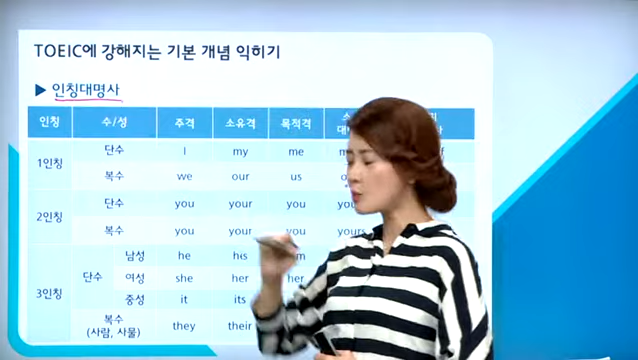 TOEIC에 강해지는 기본 개념 익히기
▶ 인칭대명사
인칭 수/성 주격 소유격 목적격
1인칭 단수 I my me
복수 we our us
2인칭 단수 you your you
복수 you your you yours
3인칭 단수 남성 he his
여성 she her her
중성 it its
복수 (사람, 사물) they their